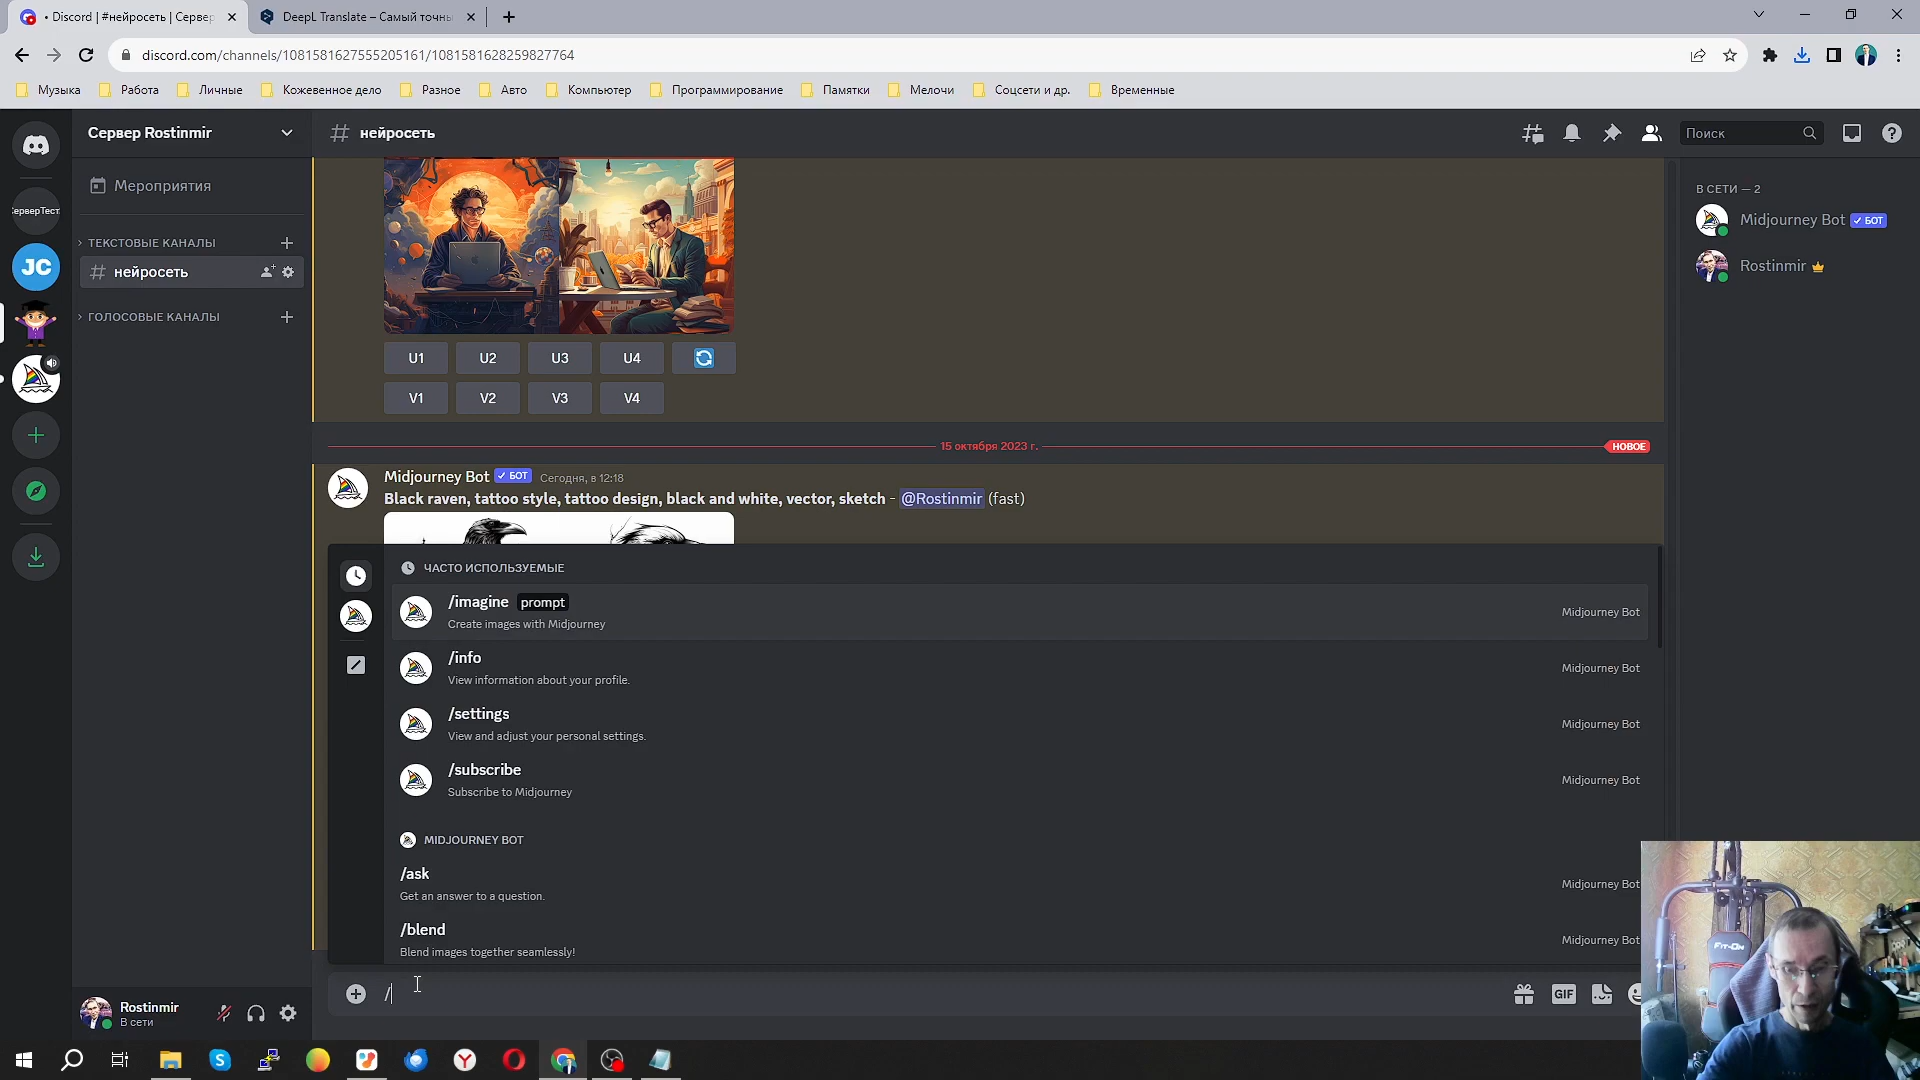 • Discord | #нейросеть | Сервер
DeepL Translate – Самый точны
discord.com/channels/1081581627555205161/1081581628259827764
Музыка
Работа
Личные
Кожевенное дело
Разное
Авто
Компьютер
Программирование
Памятки
Мелочи
Соцсети и др.
Временные
Сервер Rostinmir
# нейросеть
Поиск
Мероприятия
СерверТест
ТЕКСТОВЫЕ КАНАЛЫ
# нейросеть
ГОЛОСОВЫЕ КАНАЛЫ
JC
U1 U2 U3 U4
V1 V2 V3 V4
15 октября 2023 г.
НОВОЕ
Midjourney Bot ✓ БОТ Сегодня, в 12:18
Black raven, tattoo style, tattoo design, black and white, vector, sketch - @Rostinmir (fast)
ЧАСТО ИСПОЛЬЗУЕМЫЕ
/imagine prompt
Create images with Midjourney
Midjourney Bot
/info
View information about your profile.
Midjourney Bot
/settings
View and adjust your personal settings.
Midjourney Bot
/subscribe
Subscribe to Midjourney
Midjourney Bot
MIDJOURNEY BOT
/ask
Get an answer to a question.
Midjourney Bot
/blend
Blend images together seamlessly!
Midjourney Bot
/
GIF
В СЕТИ — 2
Midjourney Bot ✓ БОТ
Rostinmir
Rostinmir
В сети
FIT-ON